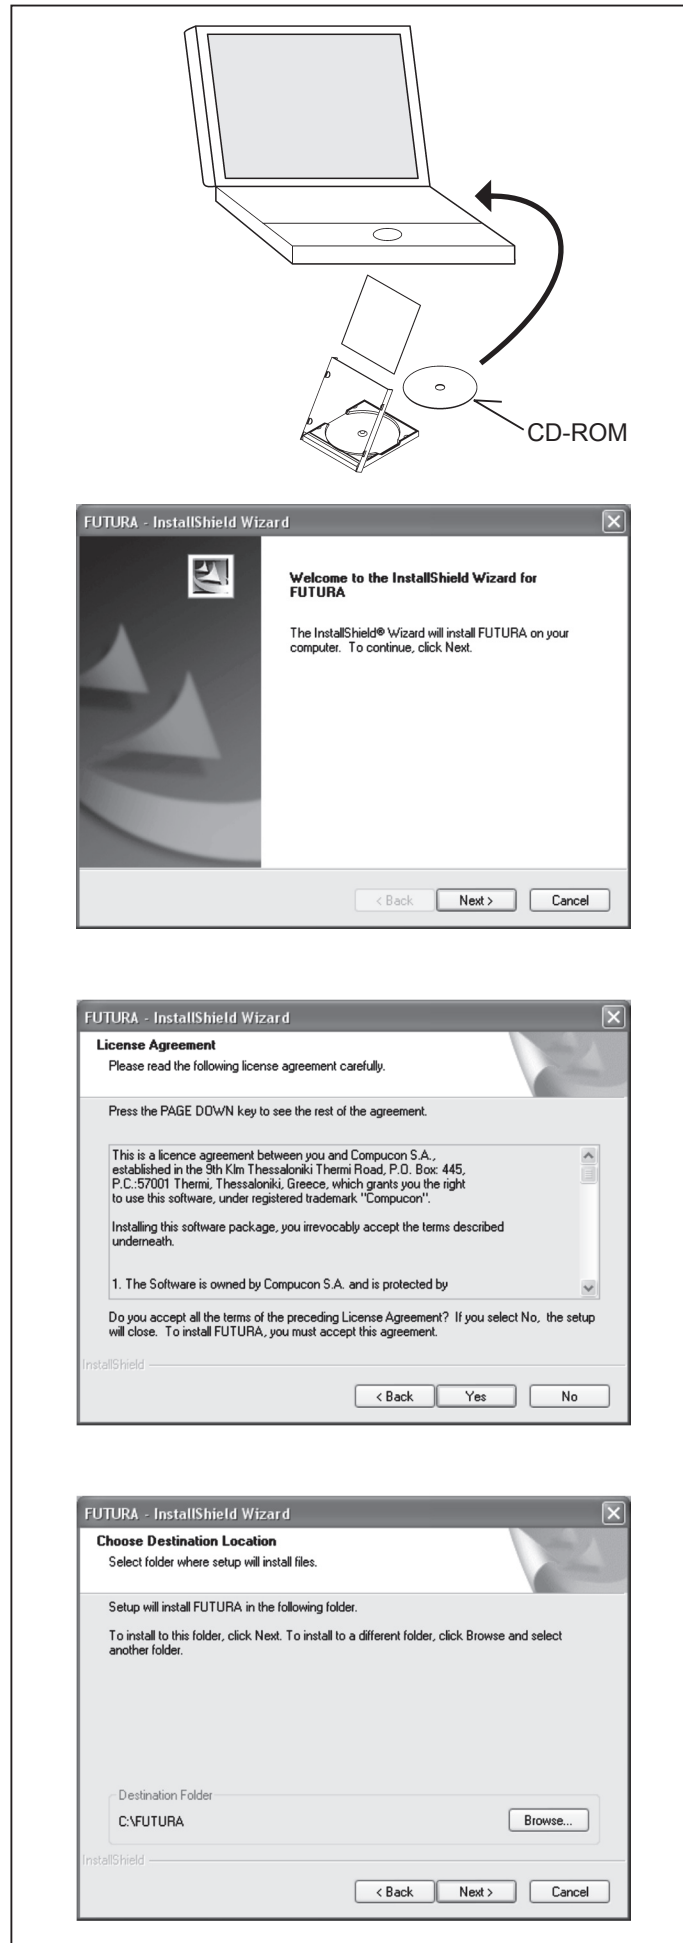 CD-ROM
FUTURA - InstallShield Wizard
Welcome to the InstallShield Wizard for
FUTURA
The InstallShield® Wizard will install FUTURA on your
computer. To continue, click Next.
< Back
Next >
Cancel
FUTURA - InstallShield Wizard
License Agreement
Please read the following license agreement carefully.
Press the PAGE DOWN key to see the rest of the agreement.
This is a licence agreement between you and Compucon S.A.,
established in the 9th Klm Thessaloniki Thermi Road, P.O. Box: 445,
P.C.:57001 Thermi, Thessaloniki, Greece, which grants you the right
to use this software, under registered trademark "Compucon".
Installing this software package, you irrevocably accept the terms described
underneath.
1. The Software is owned by Compucon S.A. and is protected by
Do you accept all the terms of the preceding License Agreement? If you select No, the setup
will close. To install FUTURA, you must accept this agreement.
InstallShield
< Back
Yes
No
FUTURA - InstallShield Wizard
Choose Destination Location
Select folder where setup will install files.
Setup will install FUTURA in the following folder.
To install to this folder, click Next. To install to a different folder, click Browse and select
another folder.
Destination Folder
C:\FUTURA
Browse...
InstallShield
< Back
Next >
Cancel